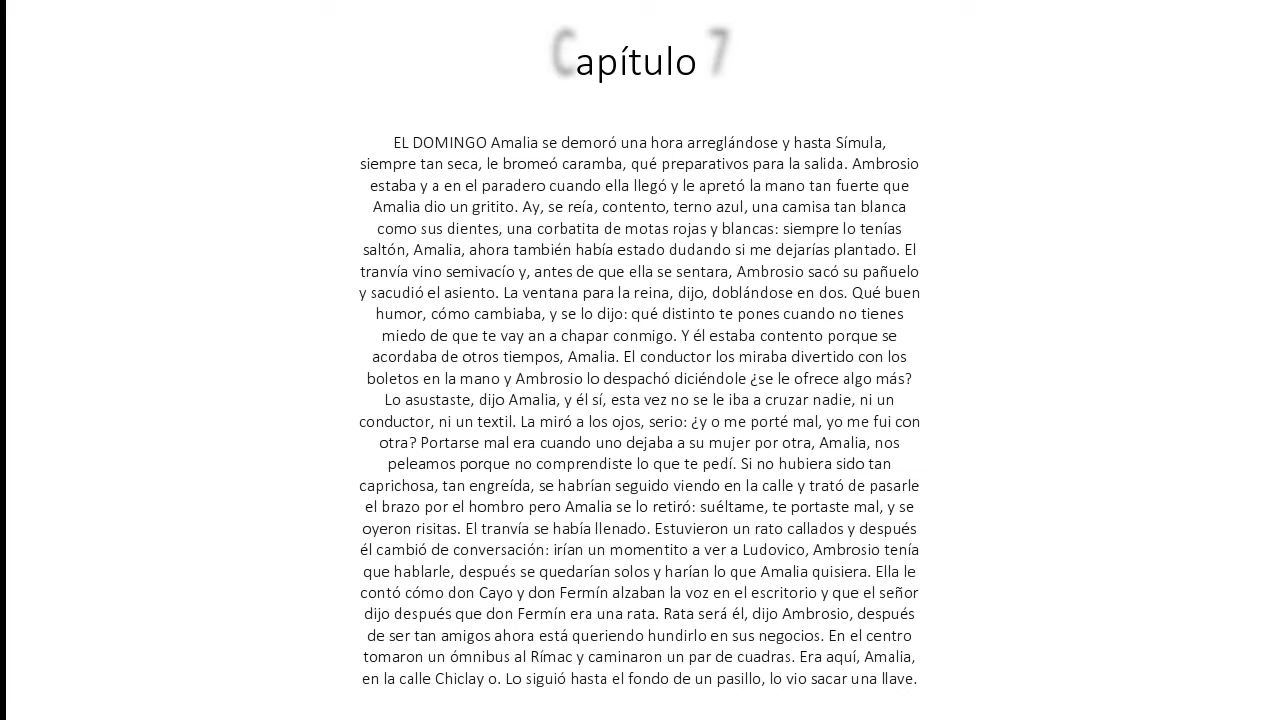 Capítulo 7
EL DOMINGO Amalia se demoró una hora arreglándose y hasta Símula,
siempre tan seca, le bromeó caramba, qué preparativos para la salida. Ambrosio
estaba y a en el paradero cuando ella llegó y le apretó la mano tan fuerte que
Amalia dio un gritito. Ay, se reía, contento, terno azul, una camisa tan blanca
como sus dientes, una corbatita de motas rojas y blancas: siempre lo tenías
saltón, Amalia, ahora también había estado dudando si me dejarías plantado. El
tranvía vino semivacío y, antes de que ella se sentara, Ambrosio sacó su pañuelo
y sacudió el asiento. La ventana para la reina, dijo, doblándose en dos. Qué buen
humor, cómo cambiaba, y se lo dijo: qué distinto te pones cuando no tienes
miedo de que te vay an a chapar conmigo. Y él estaba contento porque se
acordaba de otros tiempos, Amalia. El conductor los miraba divertido con los
boletos en la mano y Ambrosio lo despachó diciéndole ¿se le ofrece algo más?
Lo asustaste, dijo Amalia, y él sí, esta vez no se le iba a cruzar nadie, ni un
conductor, ni un textil. La miró a los ojos, serio: ¿y o me porté mal, yo me fui con
otra? Portarse mal era cuando uno dejaba a su mujer por otra, Amalia, nos
peleamos porque no comprendiste lo que te pedí. Si no hubiera sido tan
caprichosa, tan engreída, se habrían seguido viendo en la calle y trató de pasarle
el brazo por el hombro pero Amalia se lo retiró: suéltame, te portaste mal, y se
oyeron risitas. El tranvía se había llenado. Estuvieron un rato callados y después
él cambió de conversación: irían un momentito a ver a Ludovico, Ambrosio tenía
que hablarle, después se quedarían solos y harían lo que Amalia quisiera. Ella le
contó cómo don Cayo y don Fermín alzaban la voz en el escritorio y que el señor
dijo después que don Fermín era una rata. Rata será él, dijo Ambrosio, después
de ser tan amigos ahora está queriendo hundirlo en sus negocios. En el centro
tomaron un ómnibus al Rímac y caminaron un par de cuadras. Era aquí, Amalia,
en la calle Chiclay o. Lo siguió hasta el fondo de un pasillo, lo vio sacar una llave.